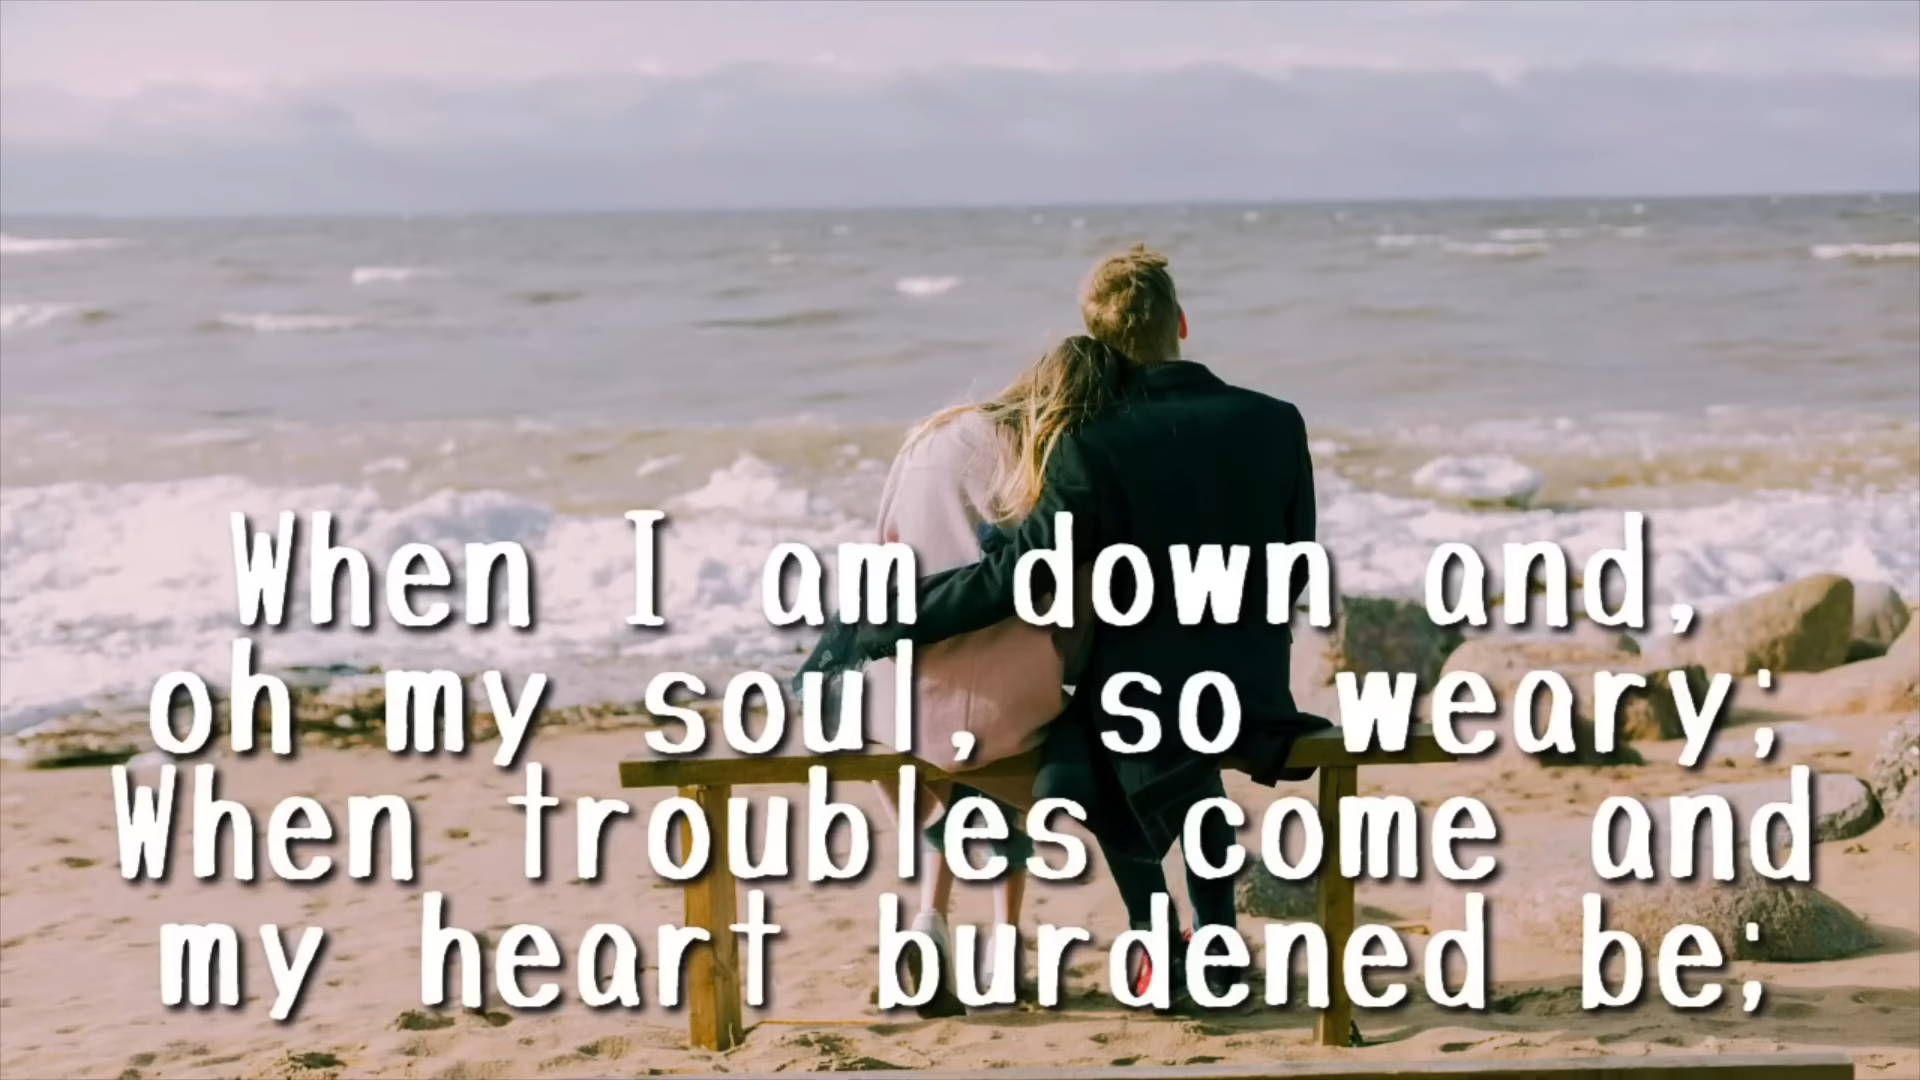 When I am down and,
oh my soul, so weary;
When troubles come and
my heart burdened be;